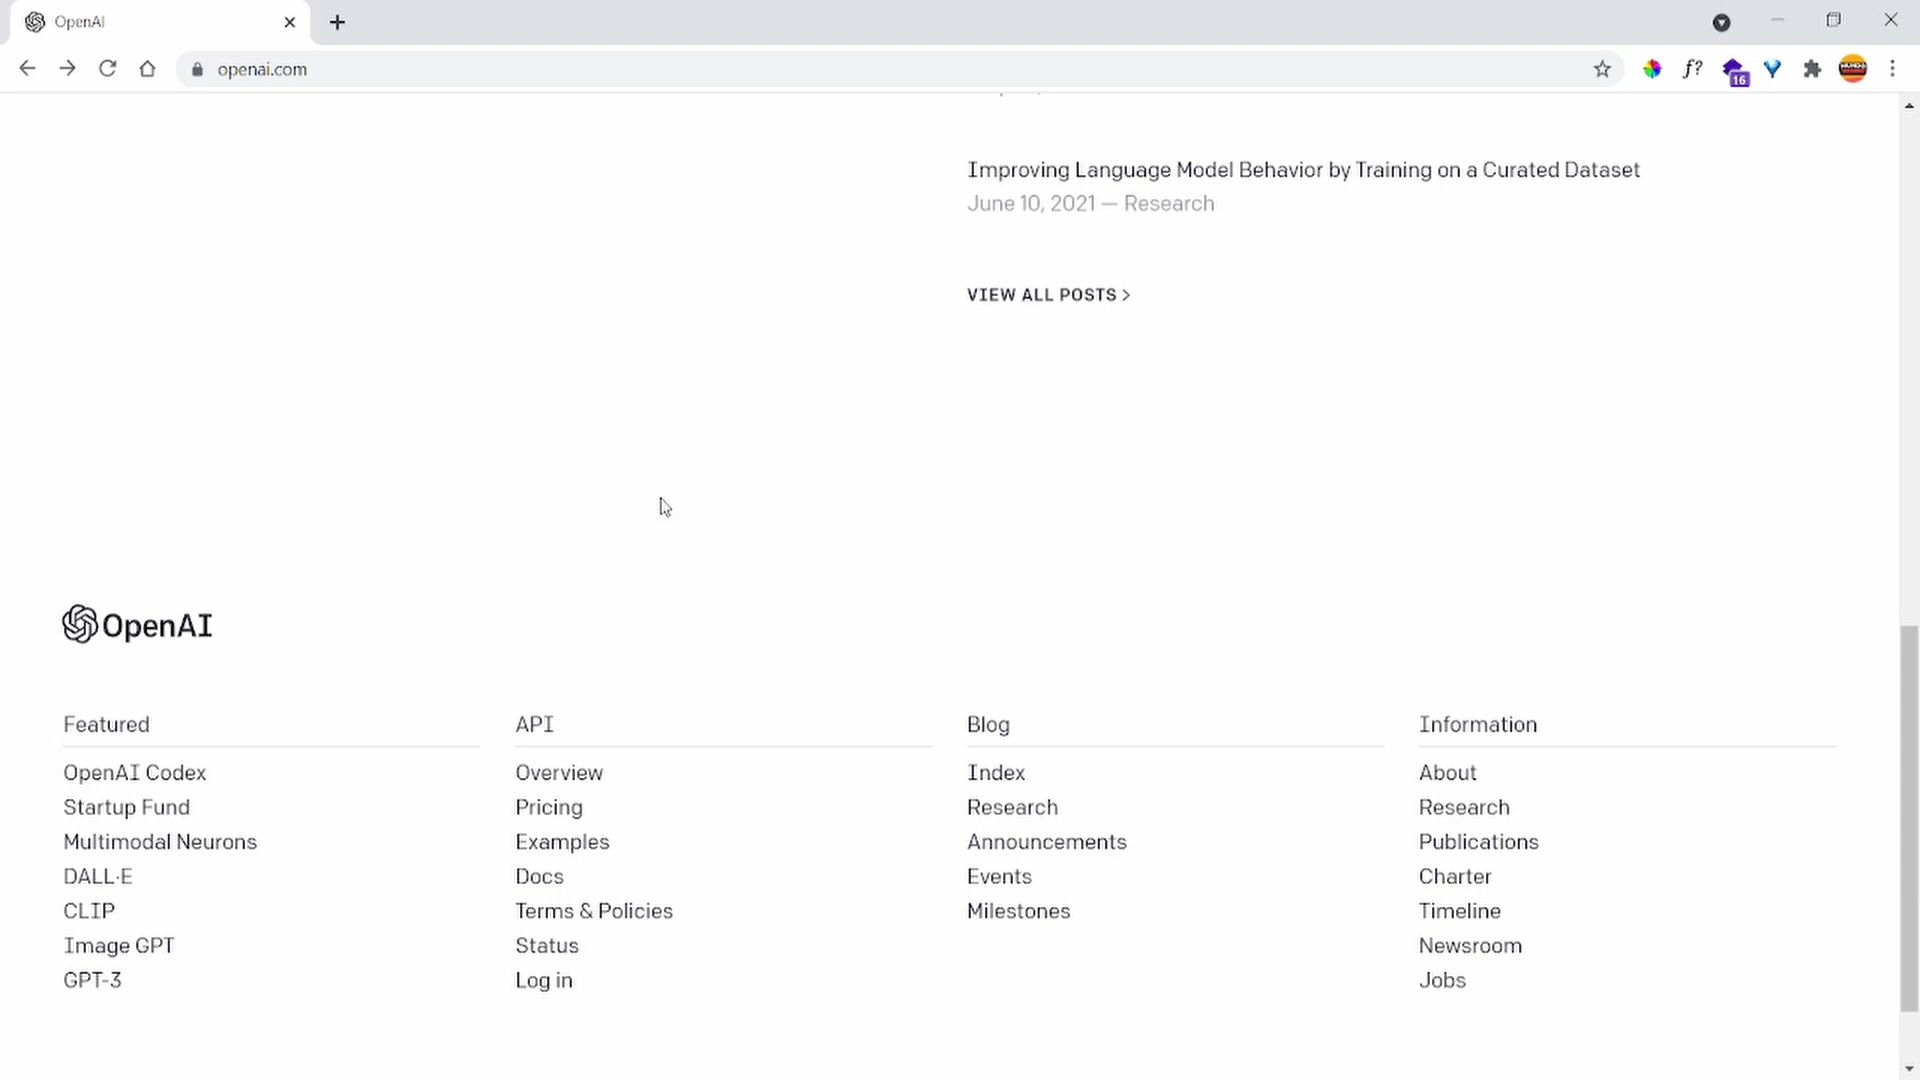 OpenAI
openai.com
f?
16
Improving Language Model Behavior by Training on a Curated Dataset
June 10, 2021 — Research
VIEW ALL POSTS >
OpenAI
Featured
OpenAI Codex
Startup Fund
Multimodal Neurons
DALL·E
CLIP
Image GPT
GPT-3
API
Overview
Pricing
Examples
Docs
Terms & Policies
Status
Log in
Blog
Index
Research
Announcements
Events
Milestones
Information
About
Research
Publications
Charter
Timeline
Newsroom
Jobs